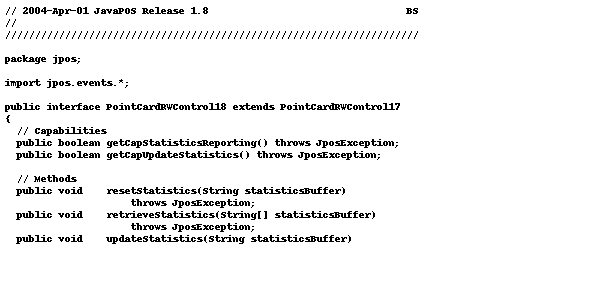 // 2004-Apr-01 JavaPOS Release 1.8                                 BS
//
/////////////////////////////////////////////////////////////////////
package jpos;
import jpos.events.*;
public interface PointCardRWControl18 extends PointCardRWControl17
{
  // Capabilities
  public boolean getCapStatisticsReporting() throws JposException;
  public boolean getCapUpdateStatistics() throws JposException;
  // Methods
  public void    resetStatistics(String statisticsBuffer)
                     throws JposException;
  public void    retrieveStatistics(String[] statisticsBuffer)
                     throws JposException;
  public void    updateStatistics(String statisticsBuffer)